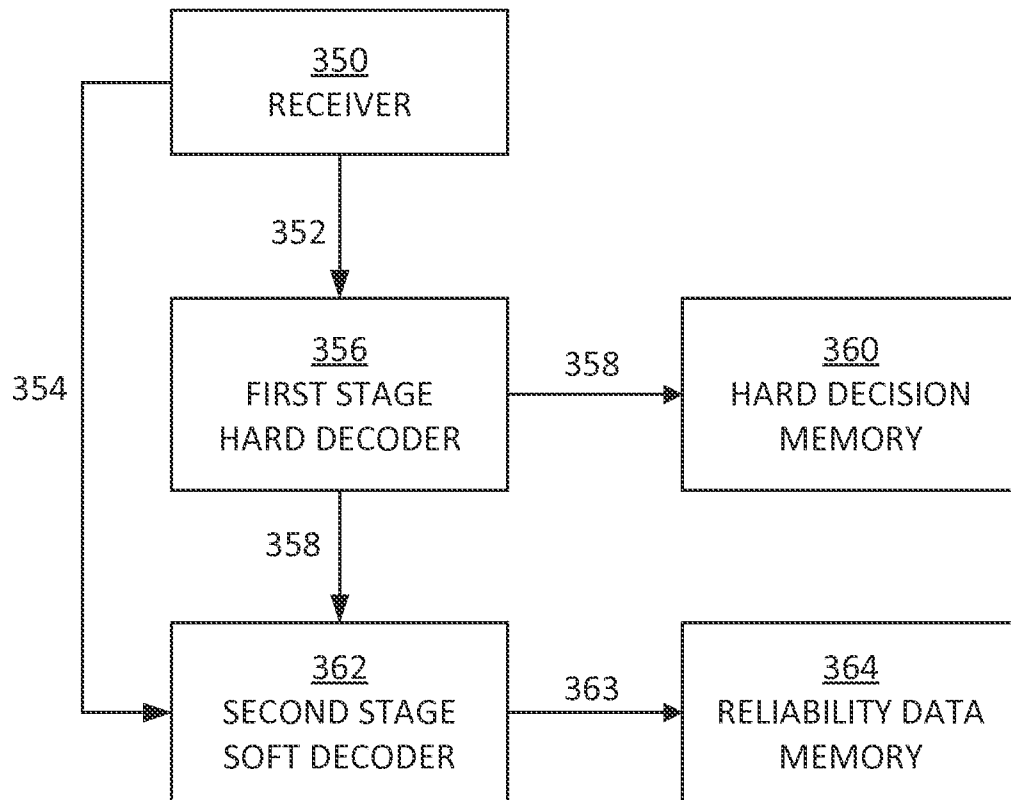 350
RECEIVER
352
354
356
FIRST STAGE
HARD DECODER
358
360
HARD DECISION
MEMORY
358
362
SECOND STAGE
SOFT DECODER
363
364
RELIABILITY DATA
MEMORY